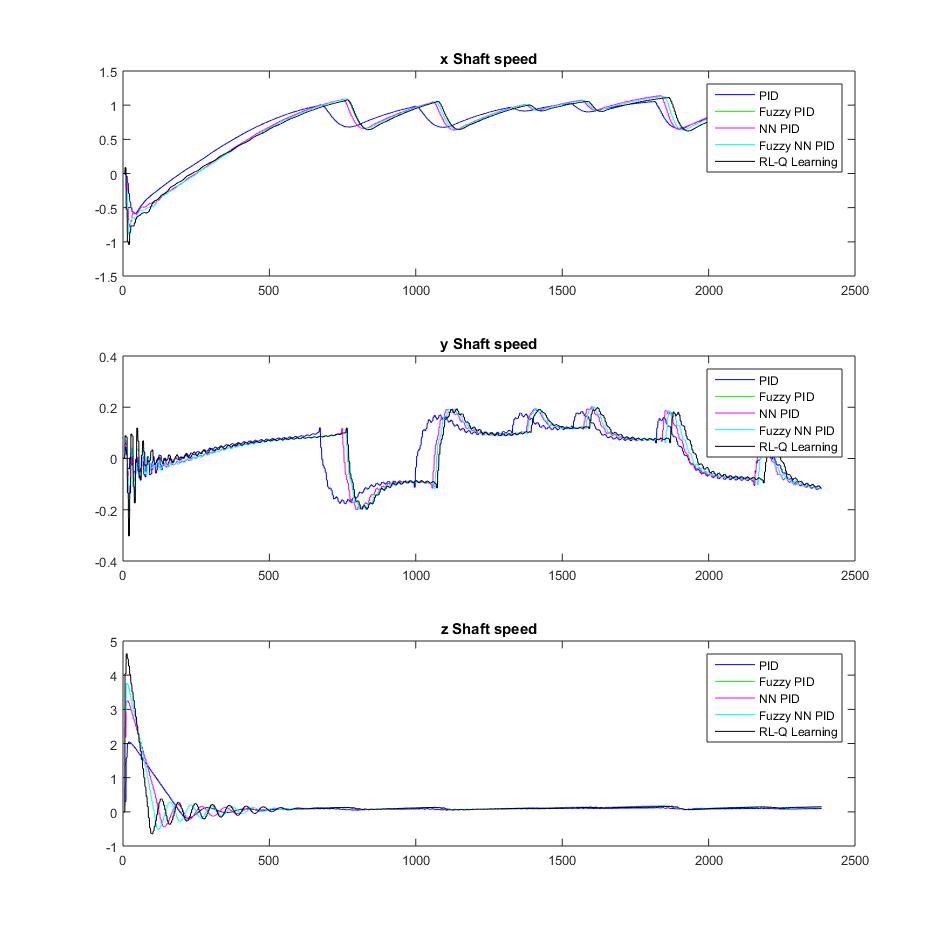 x Shaft speed
1.5
1
0.5
0
-0.5
-1
-1.5
0 500 1000 1500 2000 2500
PID
Fuzzy PID
NN PID
Fuzzy NN PID
RL-Q Learning
y Shaft speed
0.4
0.2
0
-0.2
-0.4
0 500 1000 1500 2000 2500
PID
Fuzzy PID
NN PID
Fuzzy NN PID
RL-Q Learning
z Shaft speed
5
4
3
2
1
0
-1
0 500 1000 1500 2000 2500
PID
Fuzzy PID
NN PID
Fuzzy NN PID
RL-Q Learning